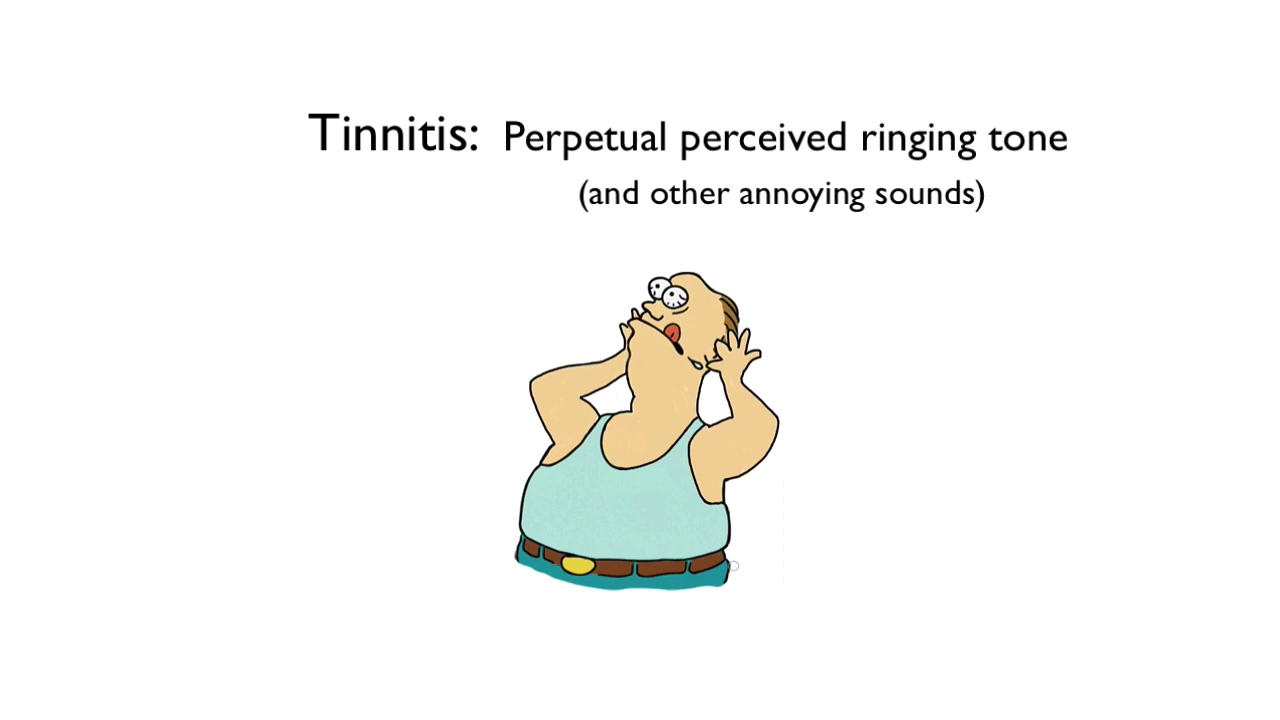 Tinnitis: Perpetual perceived ringing tone
(and other annoying sounds)